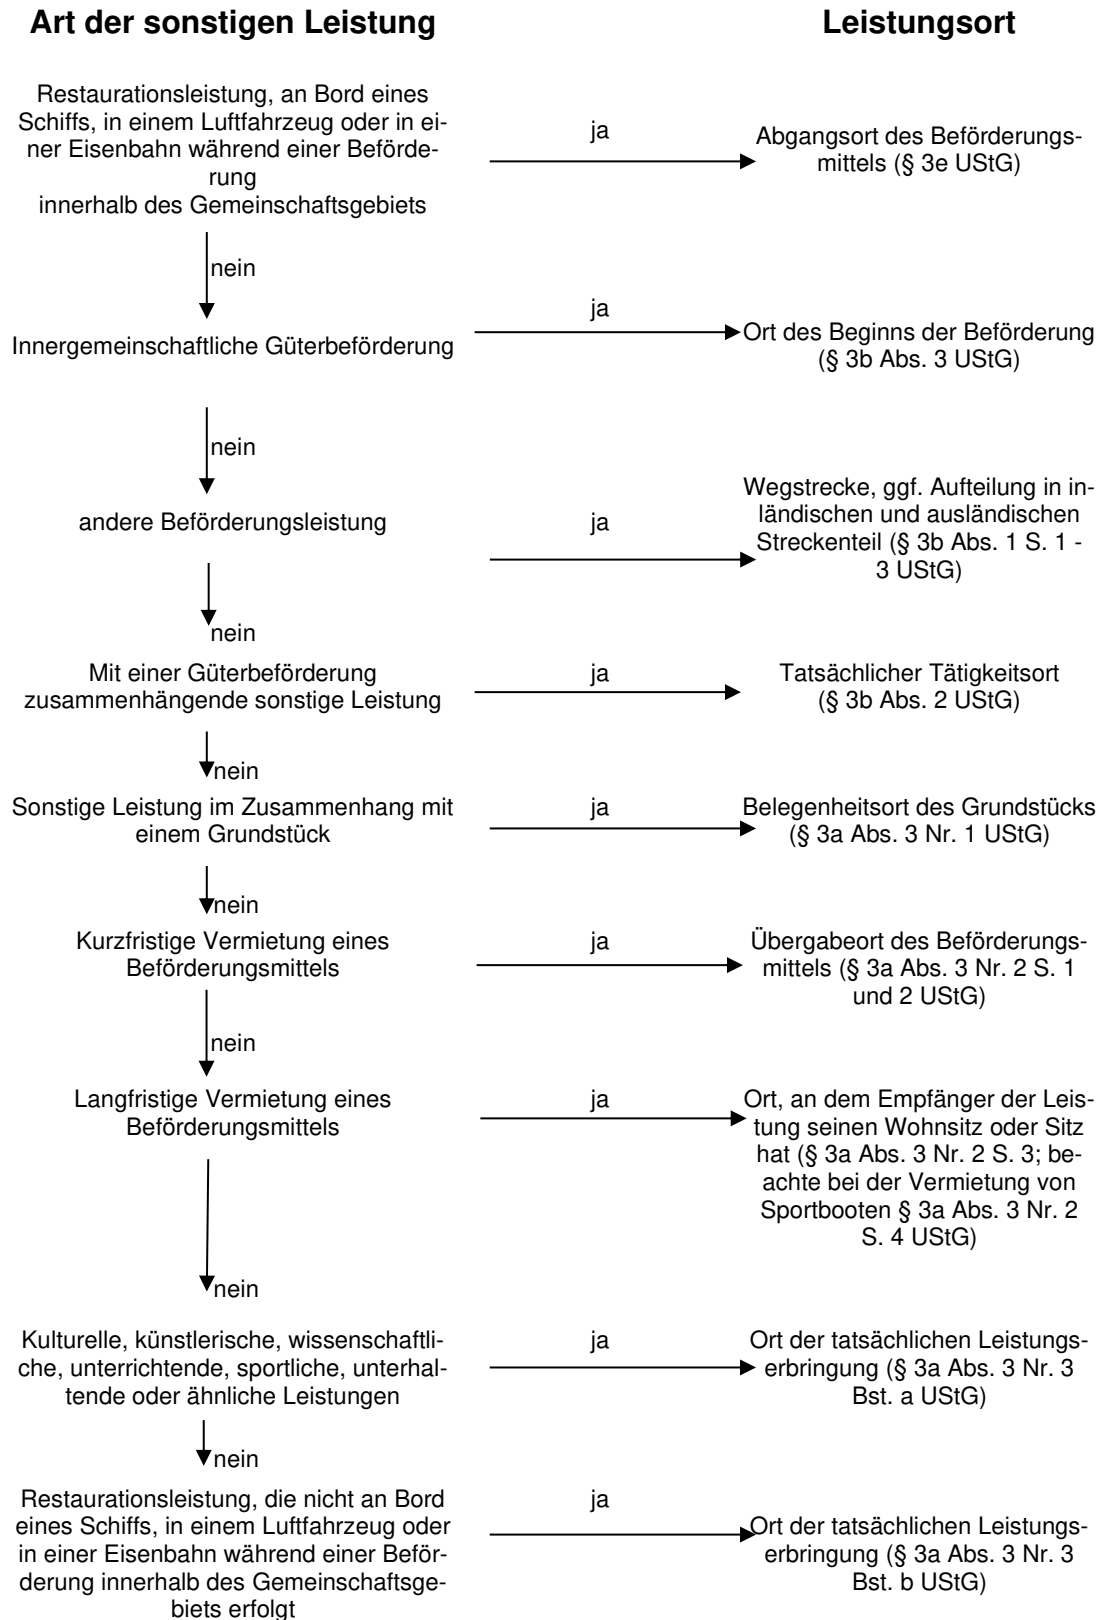 Art der sonstigen Leistung
Leistungsort
Restaurationsleistung, an Bord eines
Schiffs, in einem Luftfahrzeug oder in ei-
ner Eisenbahn während einer Beförde-
rung
innerhalb des Gemeinschaftsgebiets
ja
Abgangsort des Beförderungs-
mittels (§ 3e UStG)
nein
Innergemeinschaftliche Güterbeförderung
ja
Ort des Beginns der Beförderung
(§ 3b Abs. 3 UStG)
nein
andere Beförderungsleistung
ja
Wegstrecke, ggf. Aufteilung in in-
ländischen und ausländischen
Streckenteil (§ 3b Abs. 1 S. 1 -
3 UStG)
nein
Mit einer Güterbeförderung
zusammenhängende sonstige Leistung
ja
Tatsächlicher Tätigkeitsort
(§ 3b Abs. 2 UStG)
nein
Sonstige Leistung im Zusammenhang mit
einem Grundstück
ja
Belegenheitsort des Grundstücks
(§ 3a Abs. 3 Nr. 1 UStG)
nein
Kurzfristige Vermietung eines
Beförderungsmittels
ja
Übergabeort des Beförderungs-
mittels (§ 3a Abs. 3 Nr. 2 S. 1
und 2 UStG)
nein
Langfristige Vermietung eines
Beförderungsmittels
ja
Ort, an dem Empfänger der Leis-
tung seinen Wohnsitz oder Sitz
hat (§ 3a Abs. 3 Nr. 2 S. 3; be-
achte bei der Vermietung von
Sportbooten § 3a Abs. 3 Nr. 2
S. 4 UStG)
nein
Kulturelle, künstlerische, wissenschaftli-
che, unterrichtende, sportliche, unterhal-
tende oder ähnliche Leistungen
ja
Ort der tatsächlichen Leistungs-
erbringung (§ 3a Abs. 3 Nr. 3
Bst. a UStG)
nein
Restaurationsleistung, die nicht an Bord
eines Schiffs, in einem Luftfahrzeug oder
in einer Eisenbahn während einer Beför-
derung innerhalb des Gemeinschaftsge-
biets erfolgt
ja
Ort der tatsächlichen Leistungs-
erbringung (§ 3a Abs. 3 Nr. 3
Bst. b UStG)